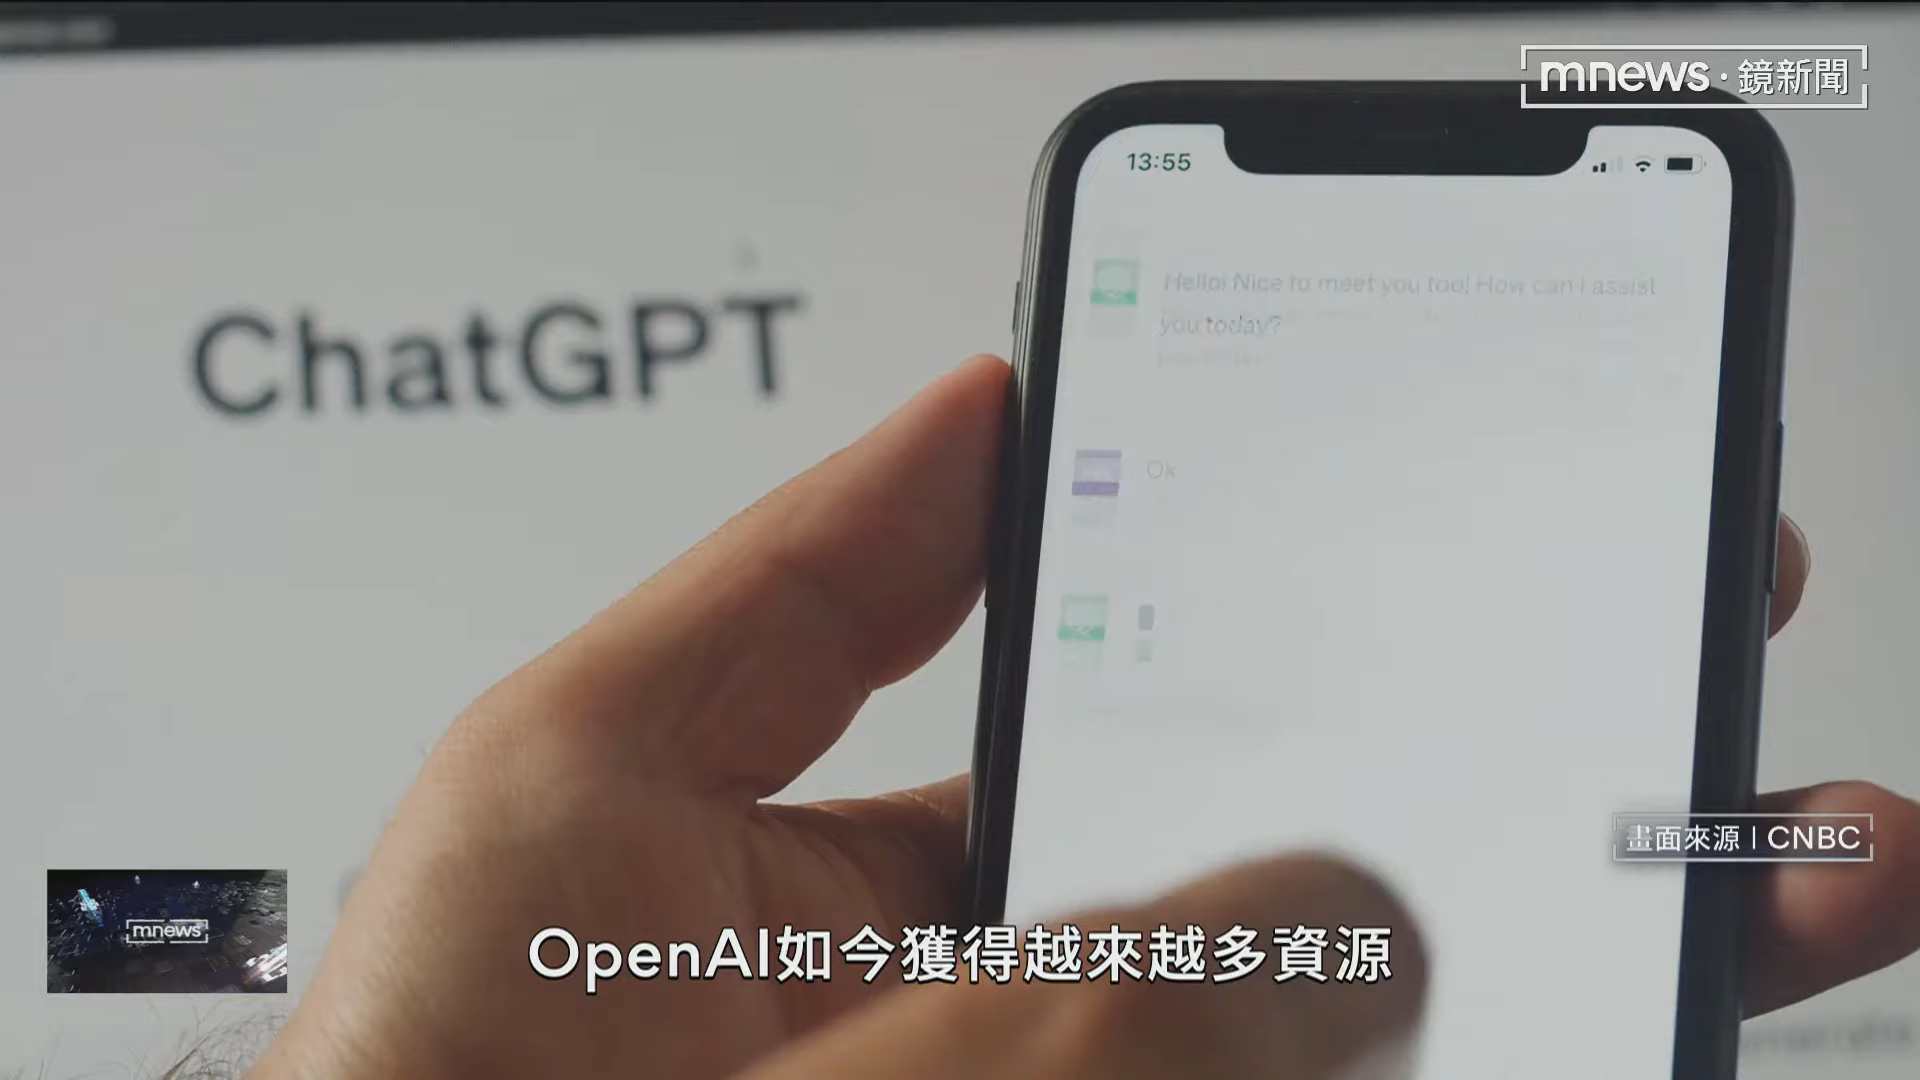 mnews·鏡新聞
13:55
ChatGPT
Hello! Nice to meet you too! How can I assist
you today?
Ok
畫面來源 | CNBC
mnews
OpenAI如今獲得越來越多資源